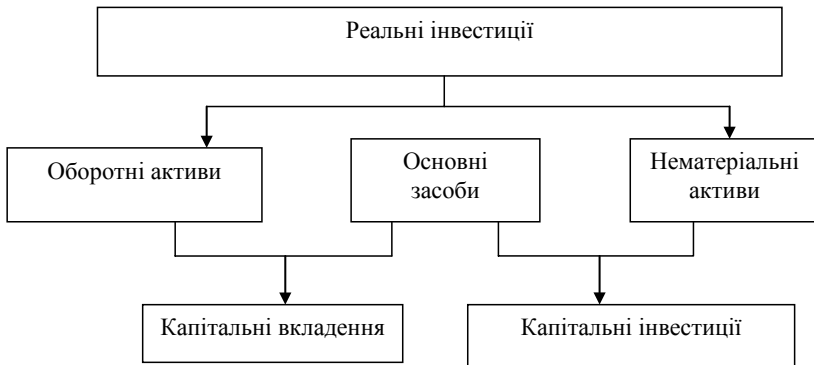 Реальні інвестиції
Оборотні активи
Основні
засоби
Нематеріальні
активи
Капітальні вкладення
Капітальні інвестиції